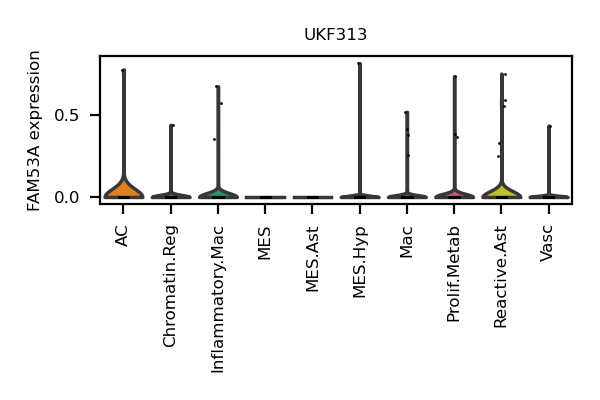 UKF313
FAM53A expression
0.5
0.0
AC
Chromatin.Reg
Inflammatory.Mac
MES
MES.Ast
MES.Hyp
Mac
Prolif.Metab
Reactive.Ast
Vasc